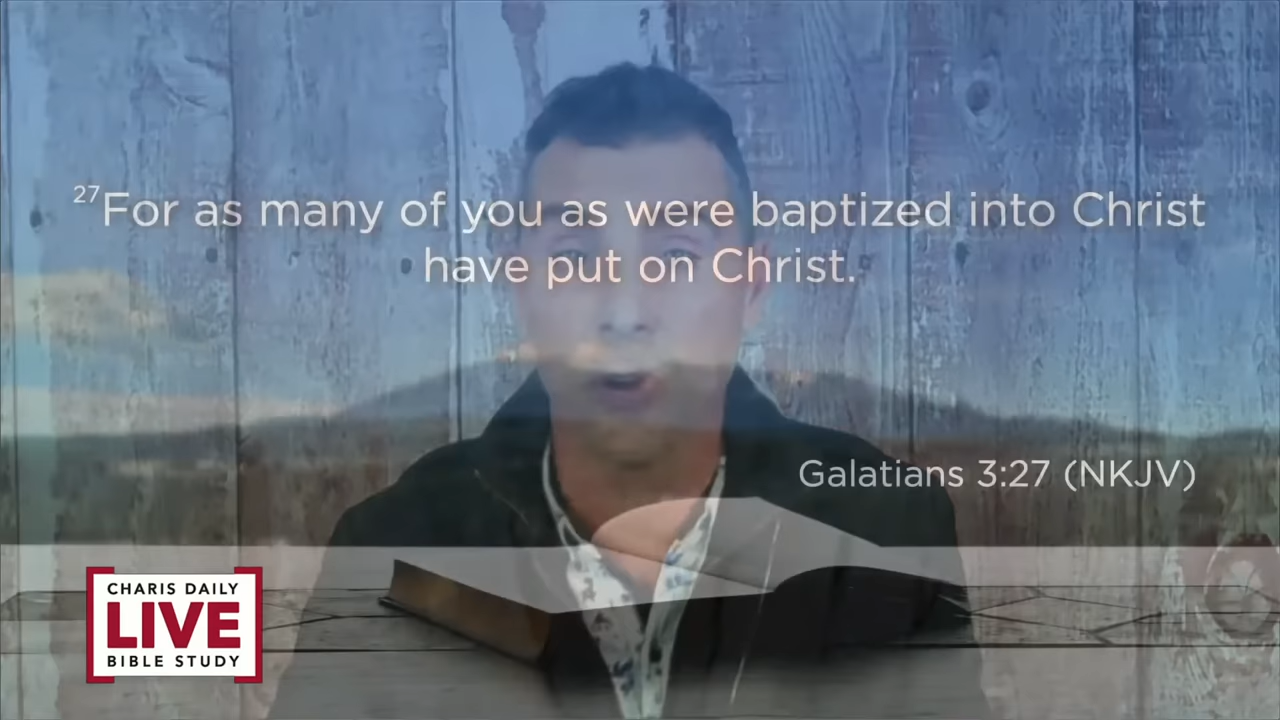 27For as many of you as were baptized into Christ
have put on Christ.
Galatians 3:27 (NKJV)
CHARIS DAILY
LIVE
BIBLE STUDY